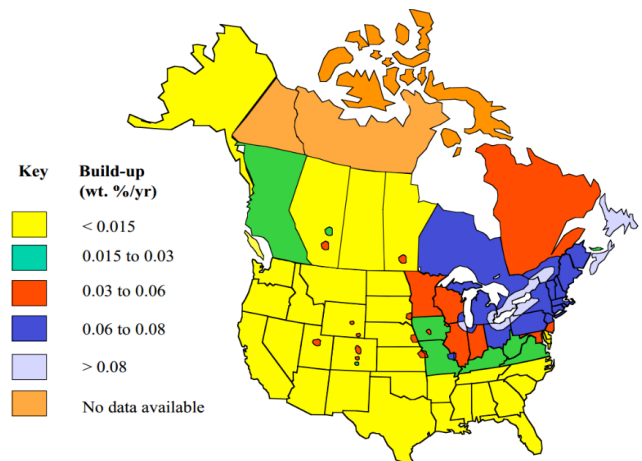 Key Build-up
(wt. %/yr)
< 0.015
0.015 to 0.03
0.03 to 0.06
0.06 to 0.08
> 0.08
No data available